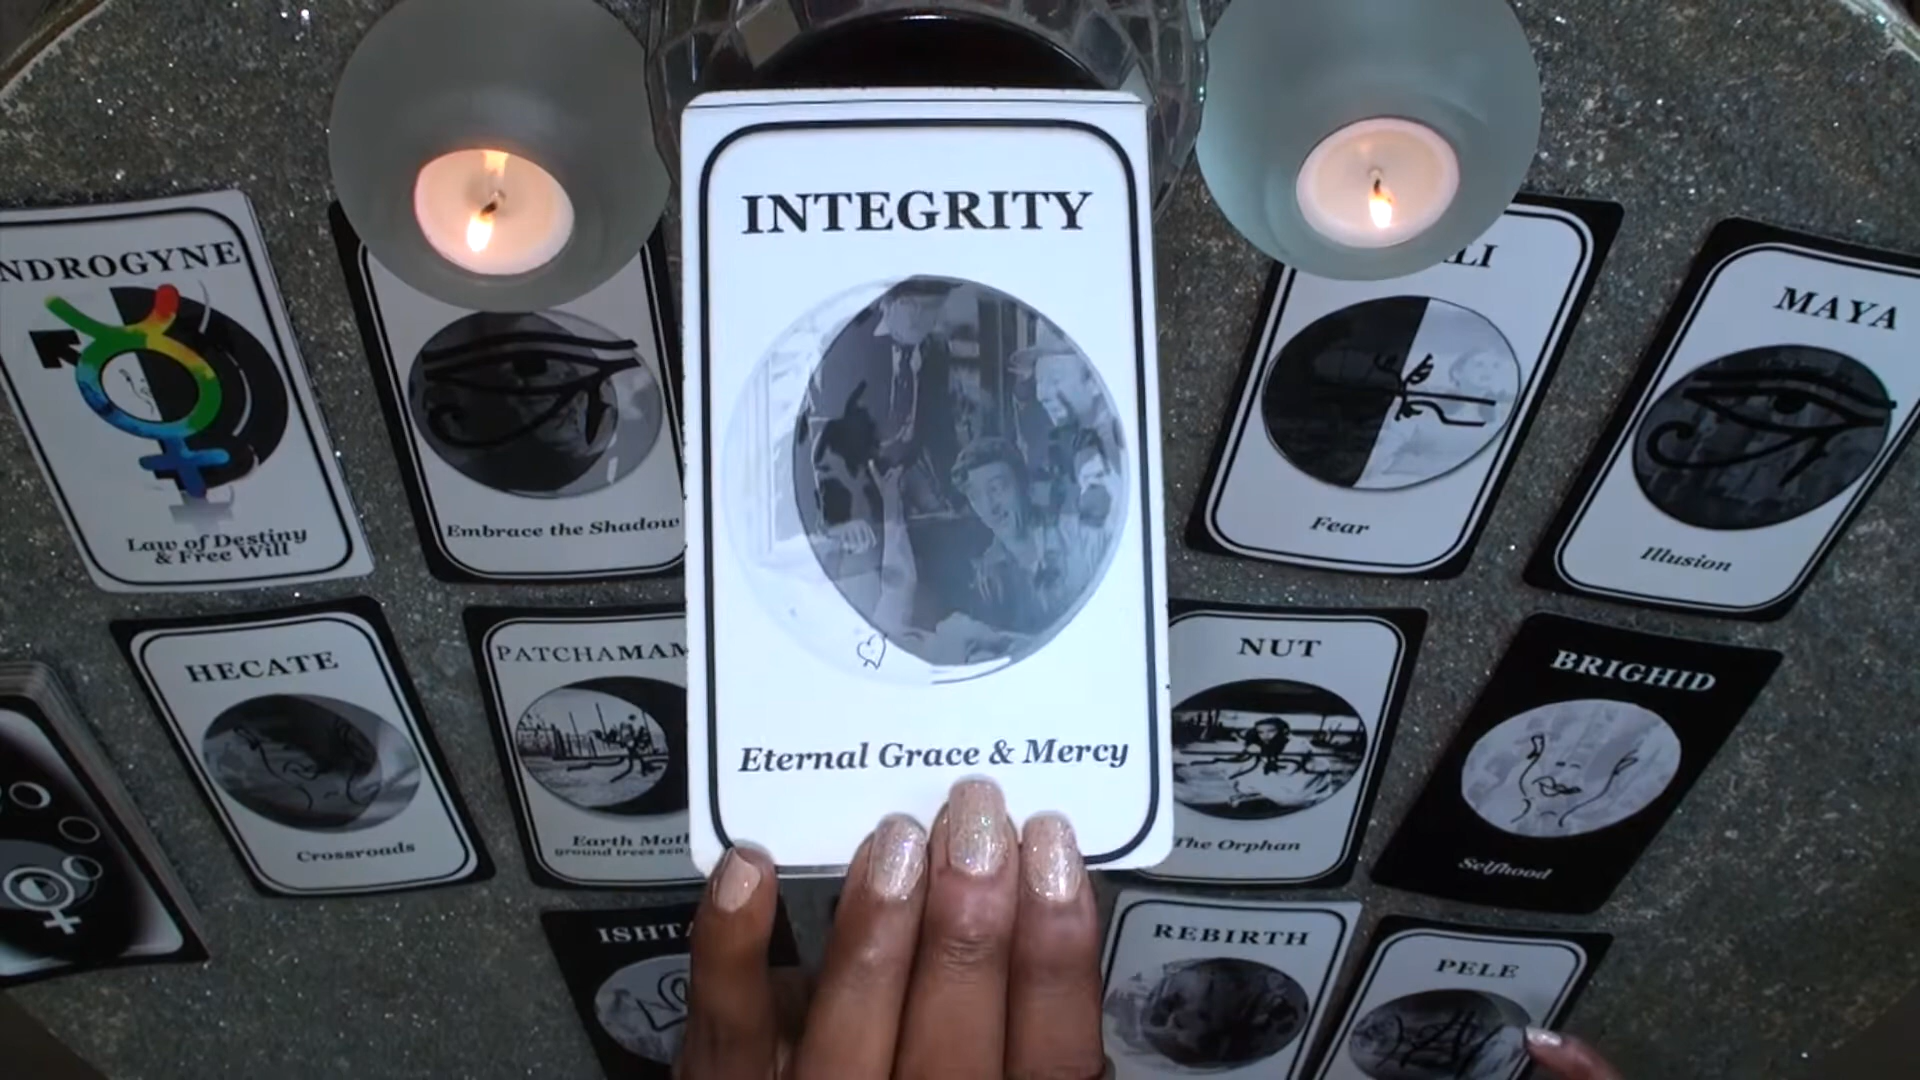 INTEGRITY
Eternal Grace & Mercy
NDROGYNE
Law of Destiny
& Free Will
Embrace the Shadow
LI
Fear
MAYA
Illusion
HECATE
Crossroads
PATCHAMAM
Earth Moth
ground trees sea
NUT
The Orphan
BRIGHID
Selfhood
ISHTA
REBIRTH
PELE